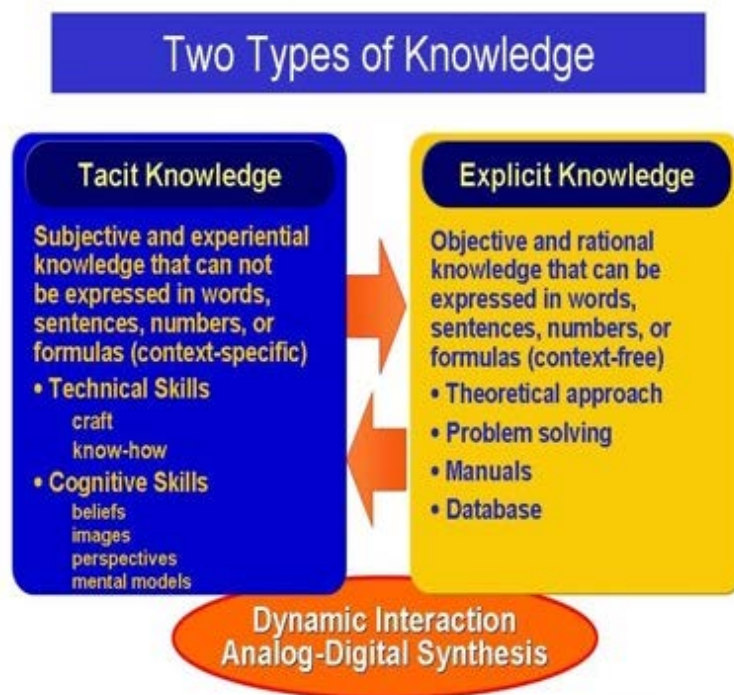 Two Types of Knowledge
Tacit Knowledge
Subjective and experiential
knowledge that can not
be expressed in words,
sentences, numbers, or
formulas (context-specific)
• Technical Skills
craft
know-how
• Cognitive Skills
beliefs
images
perspectives
mental models
Explicit Knowledge
Objective and rational
knowledge that can be
expressed in words,
sentences, numbers, or
formulas (context-free)
• Theoretical approach
• Problem solving
• Manuals
• Database
Dynamic Interaction
Analog-Digital Synthesis